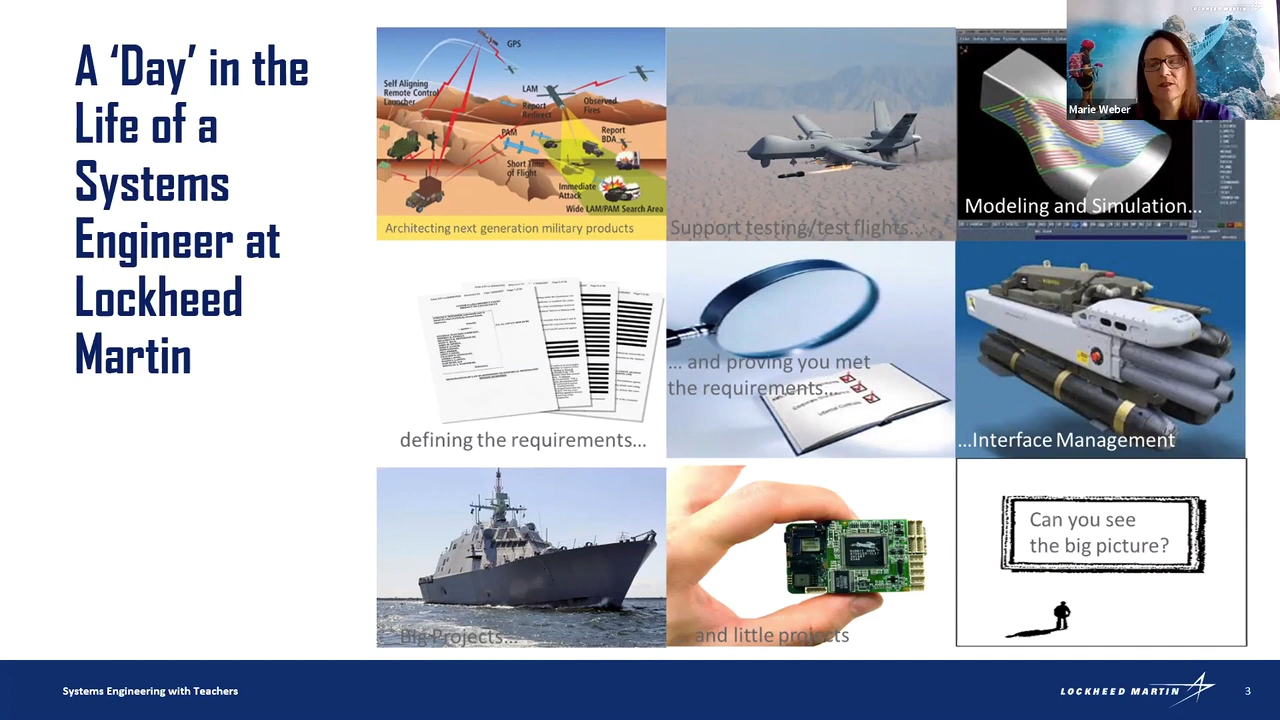 A ‘Day’ in the
Life of a
Systems
Engineer at
Lockheed
Martin
GPS
Self Aligning
Remote Control
Launcher
LAM
Report
Redirect
Observed
Fires
PAM
Report
BDA
Short Time
of Flight
Immediate
Attack
Wide LAM/PAM Search Area
Architecting next generation military products
Support testing/test flights...
LOCKHEED MARTIN
Marie Weber
Modeling and Simulation...
defining the requirements...
... and proving you met
the requirements...
...Interface Management
Big Projects...
and little projects
Can you see
the big picture?
Systems Engineering with Teachers
LOCKHEED MARTIN
3